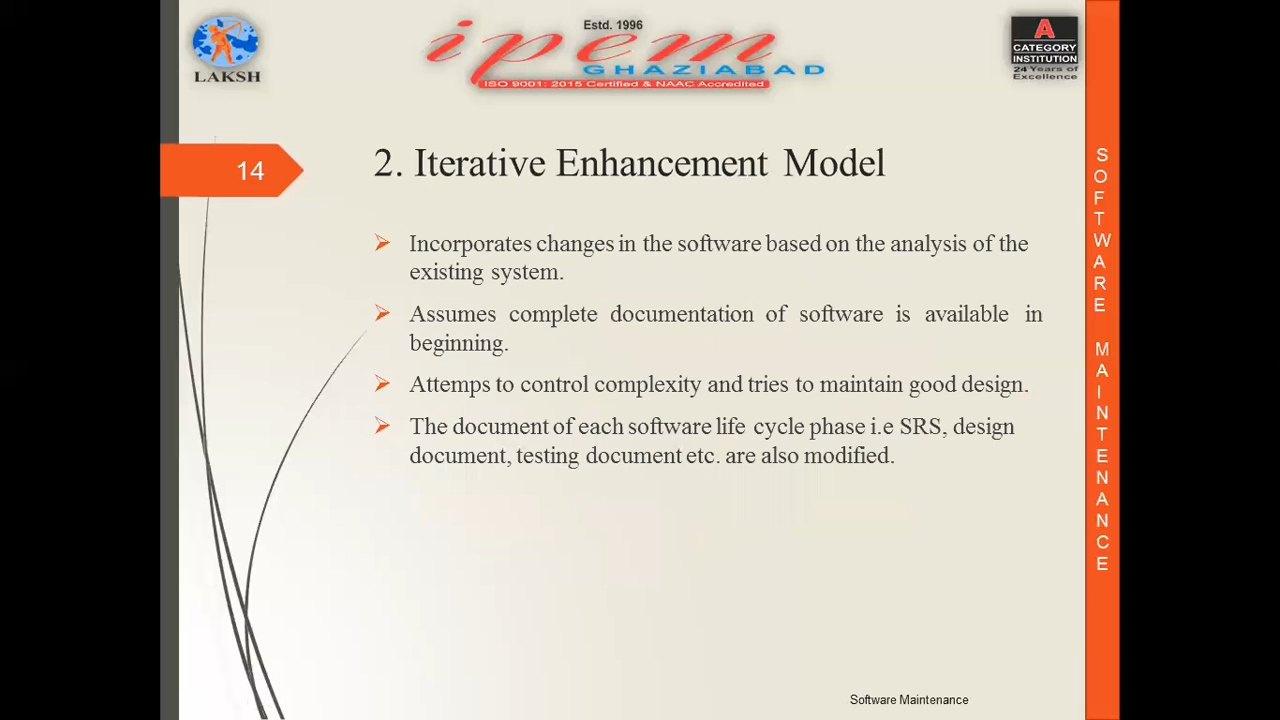 LAKSH
Estd. 1996
ipem
GHAZIABAD
ISO 9001: 2015 Certified & NAAC Accredited
A
CATEGORY
INSTITUTION
24 Years of
Excellence
14
2. Iterative Enhancement Model
Incorporates changes in the software based on the analysis of the
existing system.
Assumes complete documentation of software is available in
beginning.
Attemps to control complexity and tries to maintain good design.
The document of each software life cycle phase i.e SRS, design
document, testing document etc. are also modified.
SOFTWARE MAINTENANCE
Software Maintenance